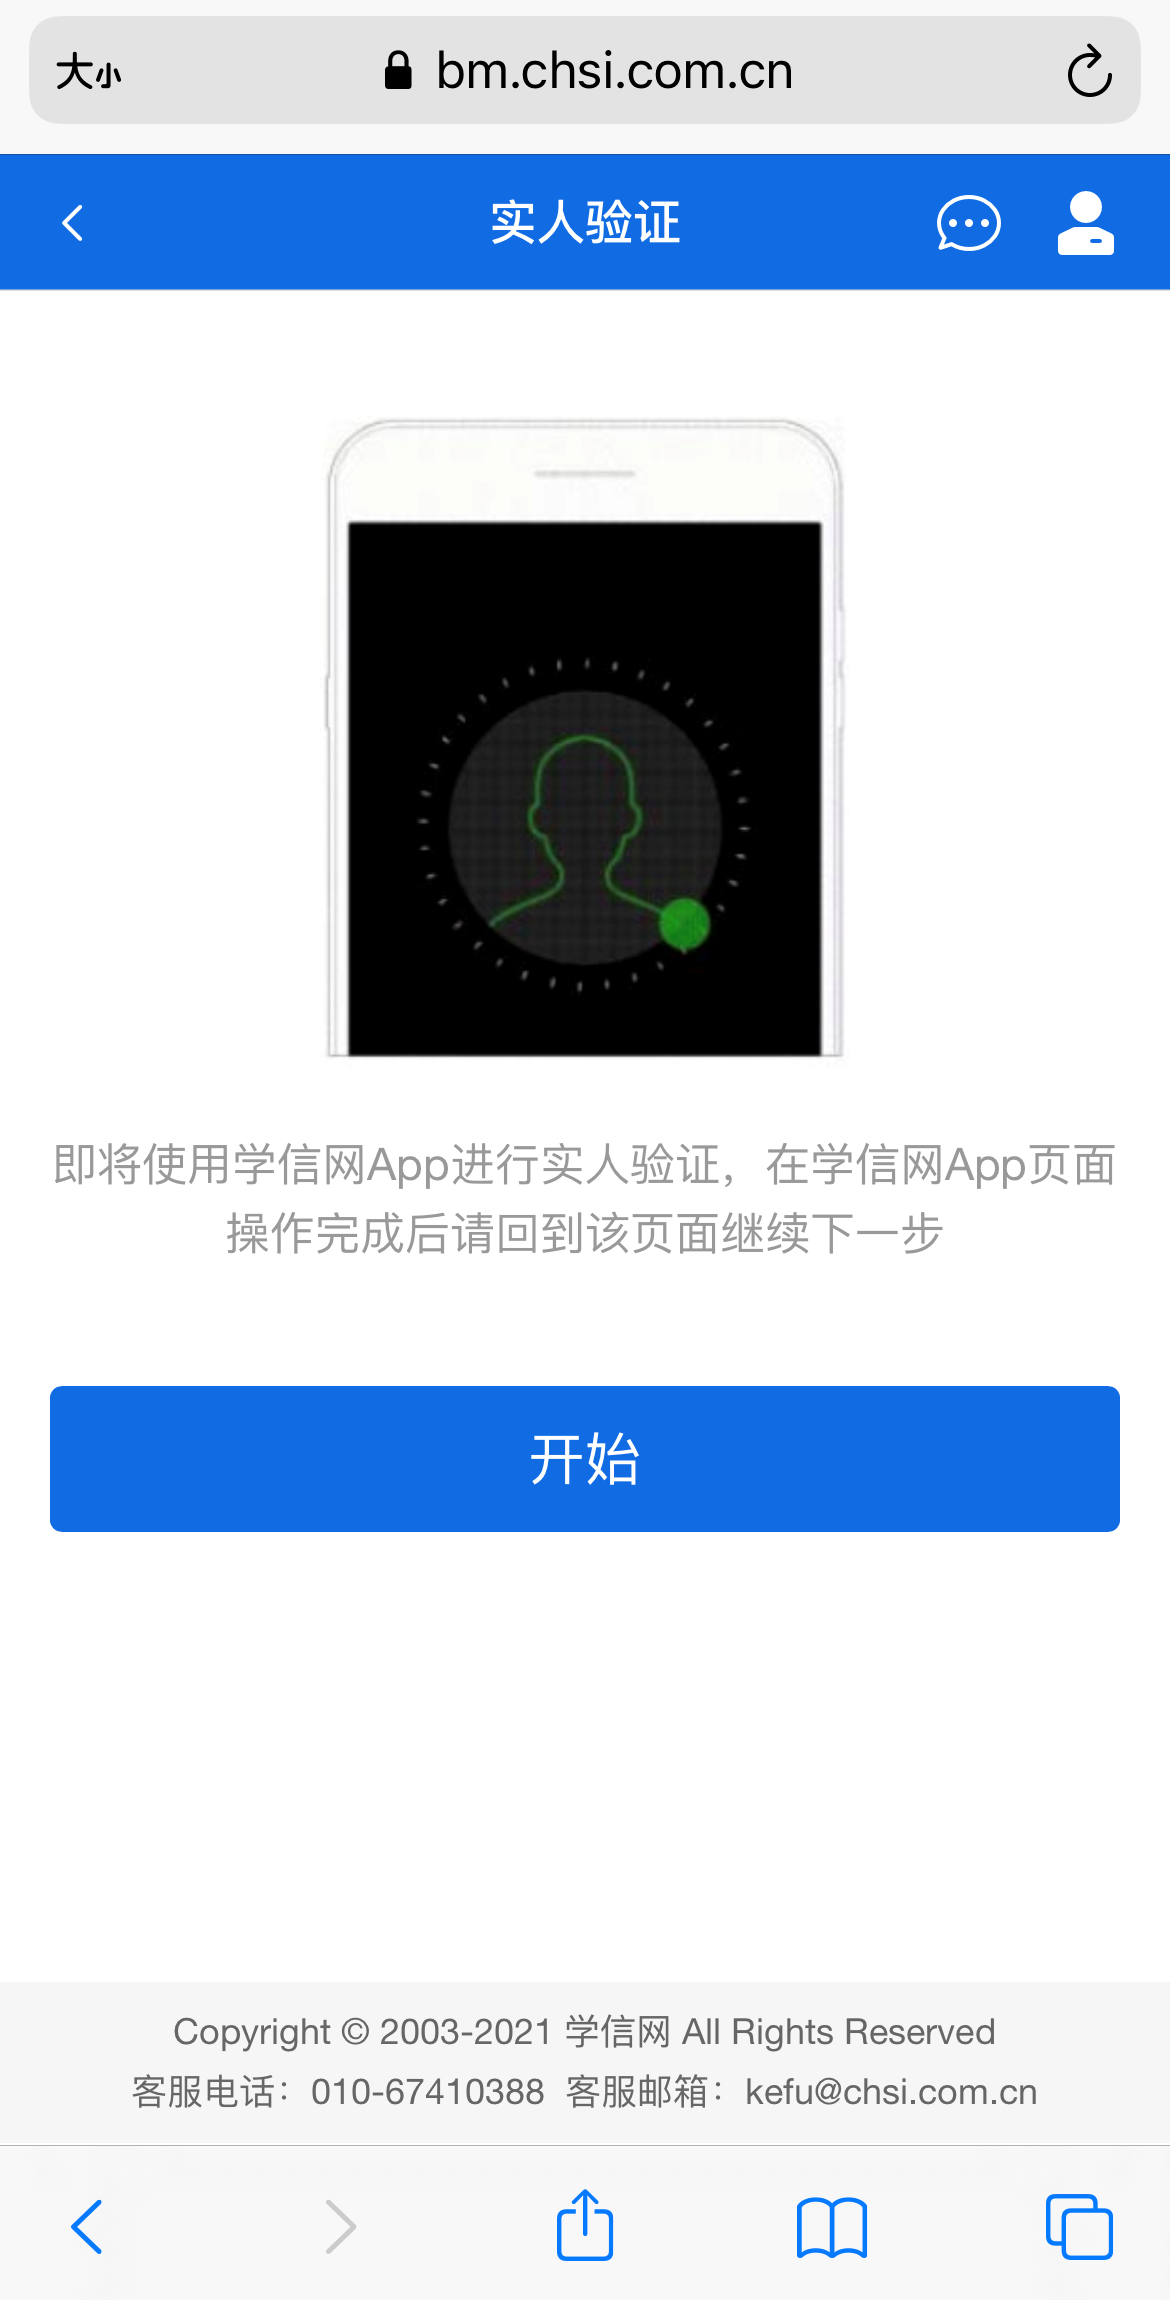 大小
bm.chsi.com.cn
实人验证
即将使用学信网App进行实人验证，在学信网App页面
操作完成后请回到该页面继续下一步
开始
Copyright © 2003-2021 学信网 All Rights Reserved
客服电话：010-67410388 客服邮箱：kefu@chsi.com.cn